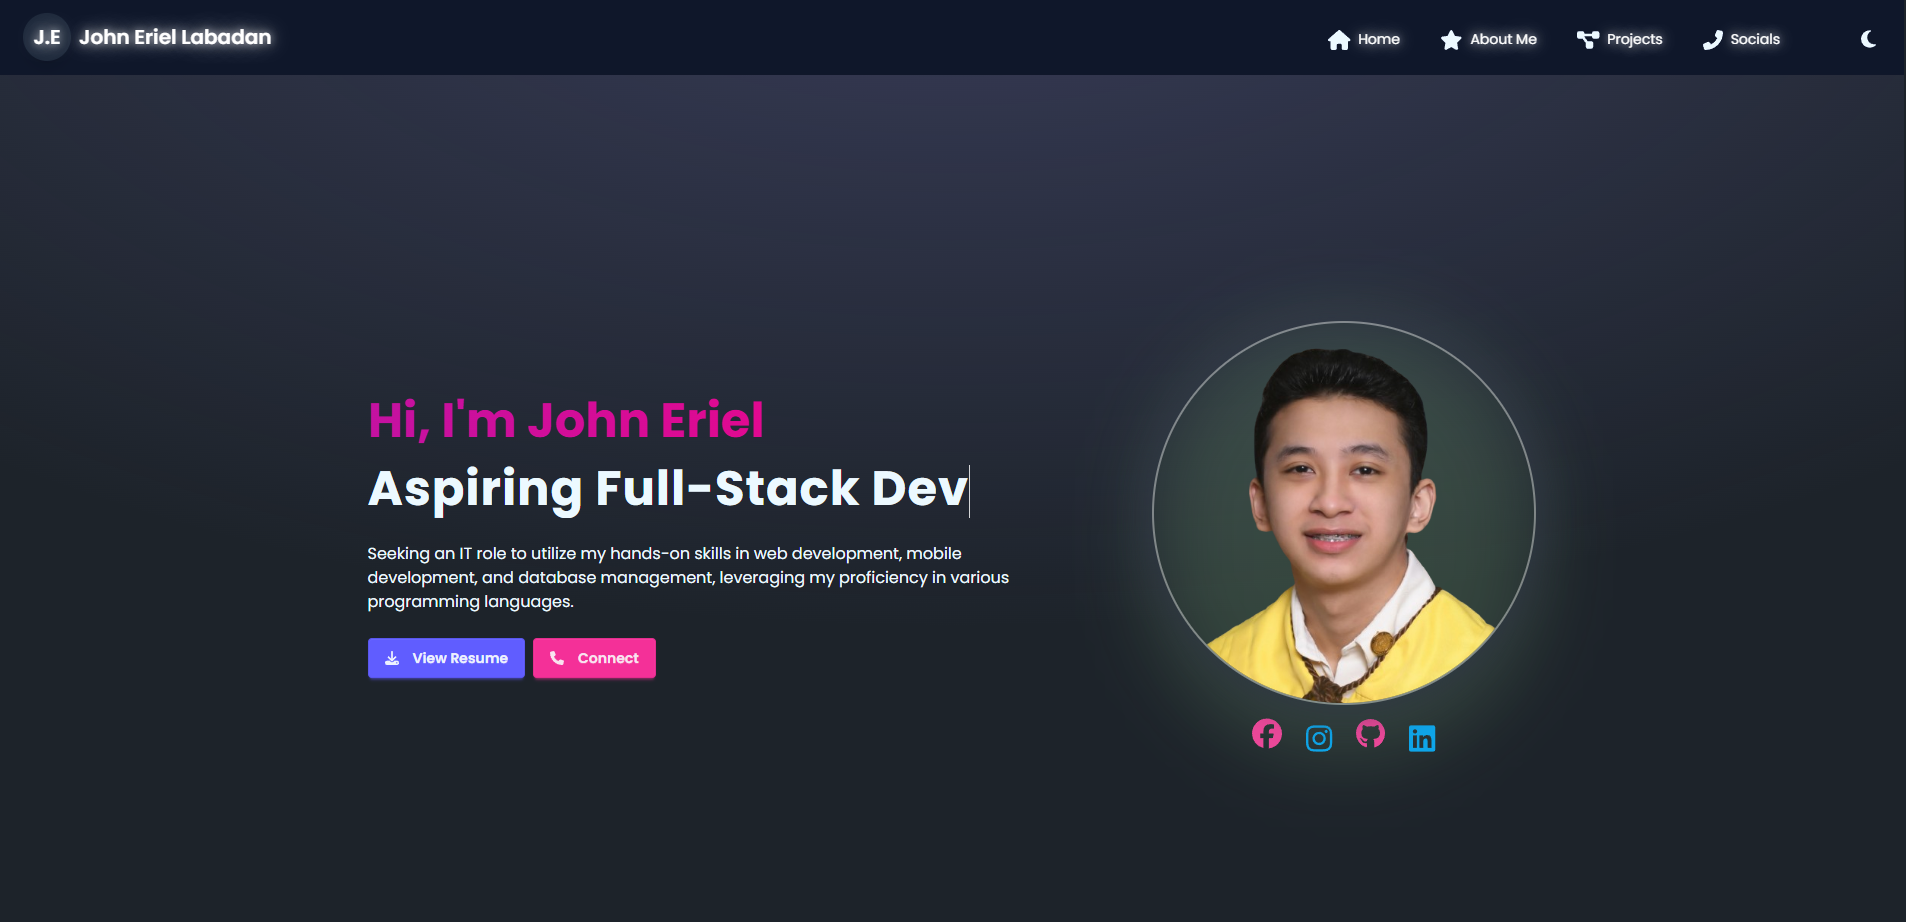 J.E John Eriel Labadan
Home About Me Projects Socials
Hi, I'm John Eriel
Aspiring Full-Stack Dev
Seeking an IT role to utilize my hands-on skills in web development, mobile
development, and database management, leveraging my proficiency in various
programming languages.
View Resume Connect